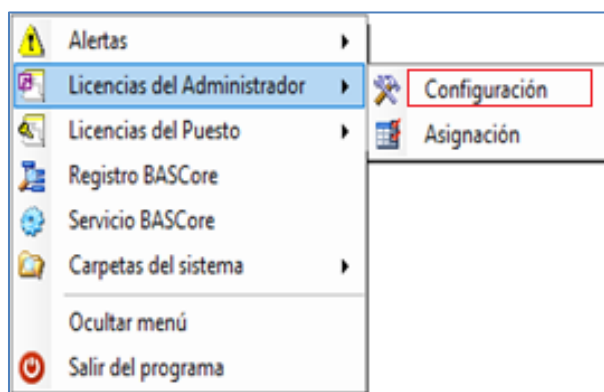 Alertas
Licencias del Administrador
Configuración
Licencias del Puesto
Asignación
Registro BASCore
Servicio BASCore
Carpetas del sistema
Ocultar menú
Salir del programa